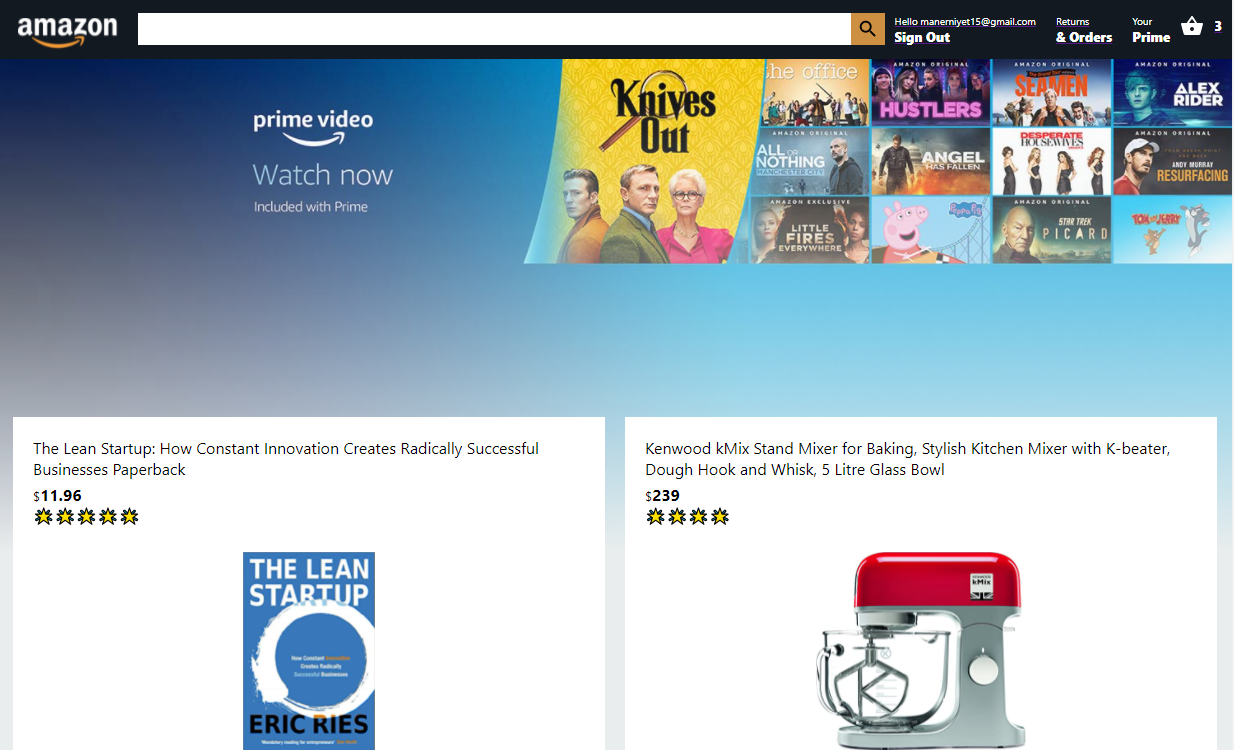 amazon
Hello manerniyet15@gmail.com
Sign Out
Returns
& Orders
Your
Prime
3
prime video
Watch now
Included with Prime
Knives
Out
the office
AMAZON ORIGINAL
HUSTLERS
AMAZON ORIGINAL
SEAMEN
AMAZON ORIGINAL
ALEX
RIDER
AMAZON ORIGINAL
ALL OR
NOTHING
MANCHESTER CITY
ANGEL
HAS FALLEN
DESPERATE
HOUSEWIVES
AMAZON ORIGINAL
ANDY MURRAY
RESURFACING
AMAZON EXCLUSIVE
LITTLE
FIRES
EVERYWHERE
Peppa Pig
AMAZON ORIGINAL
STAR TREK
PICARD
TOM AND JERRY
The Lean Startup: How Constant Innovation Creates Radically Successful
Businesses Paperback
$11.96
THE LEAN
STARTUP
How Constant Innovation
Creates Radically
Successful Businesses
ERIC RIES
'Mandatory reading for entrepreneurs'
Kenwood kMix Stand Mixer for Baking, Stylish Kitchen Mixer with K-beater,
Dough Hook and Whisk, 5 Litre Glass Bowl
$239
KENWOOD
kMix